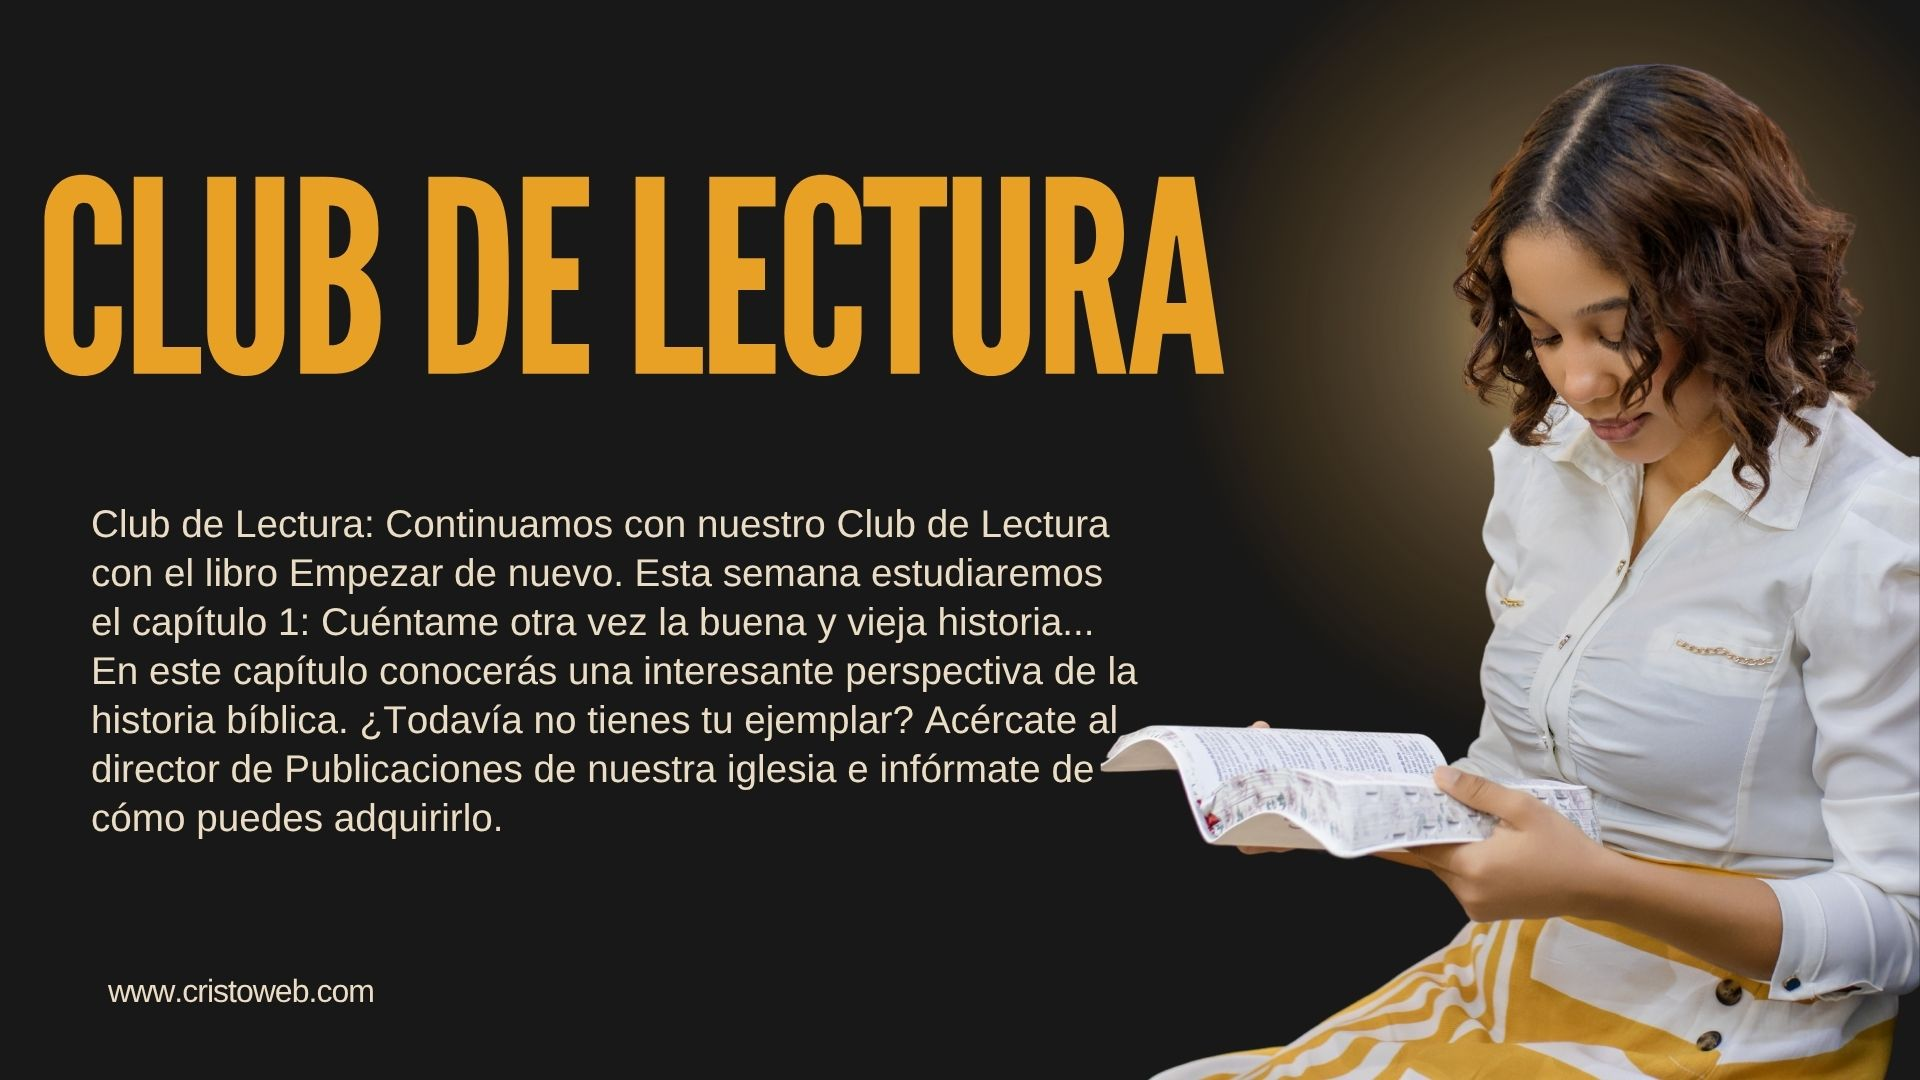 CLUB DE LECTURA
Club de Lectura: Continuamos con nuestro Club de Lectura
con el libro Empezar de nuevo. Esta semana estudiaremos
el capítulo 1: Cuéntame otra vez la buena y vieja historia...
En este capítulo conocerás una interesante perspectiva de la
historia bíblica. ¿Todavía no tienes tu ejemplar? Acércate al
director de Publicaciones de nuestra iglesia e infórmate de
cómo puedes adquirirlo.
www.cristoweb.com